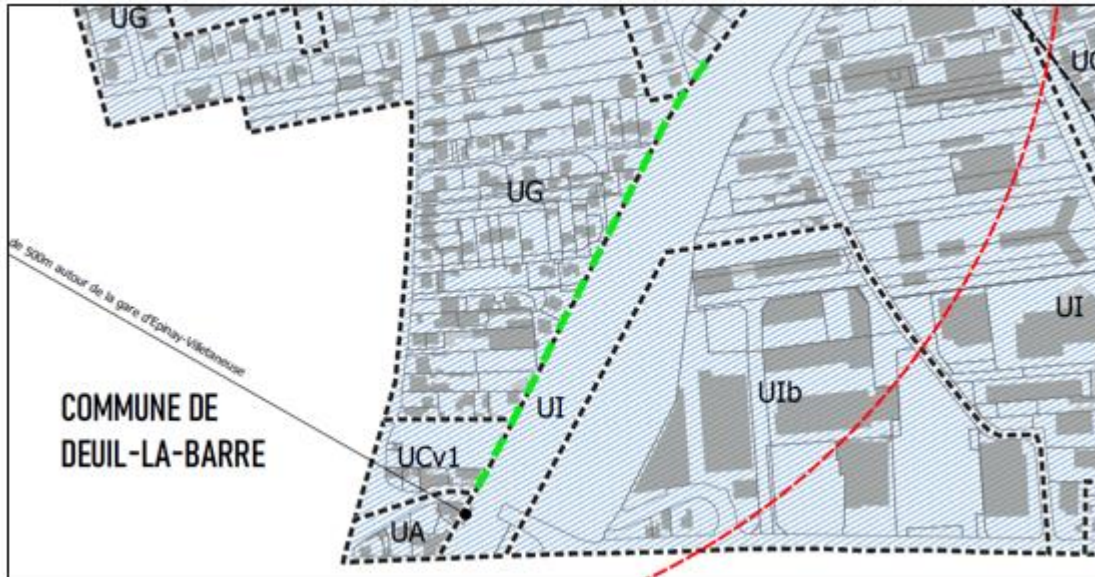 UG
UG
de 500m autour de la gare d'Epinay-Villetaneuse
UI
COMMUNE DE
DEUIL-LA-BARRE
UI
UIb
UCv1
UA